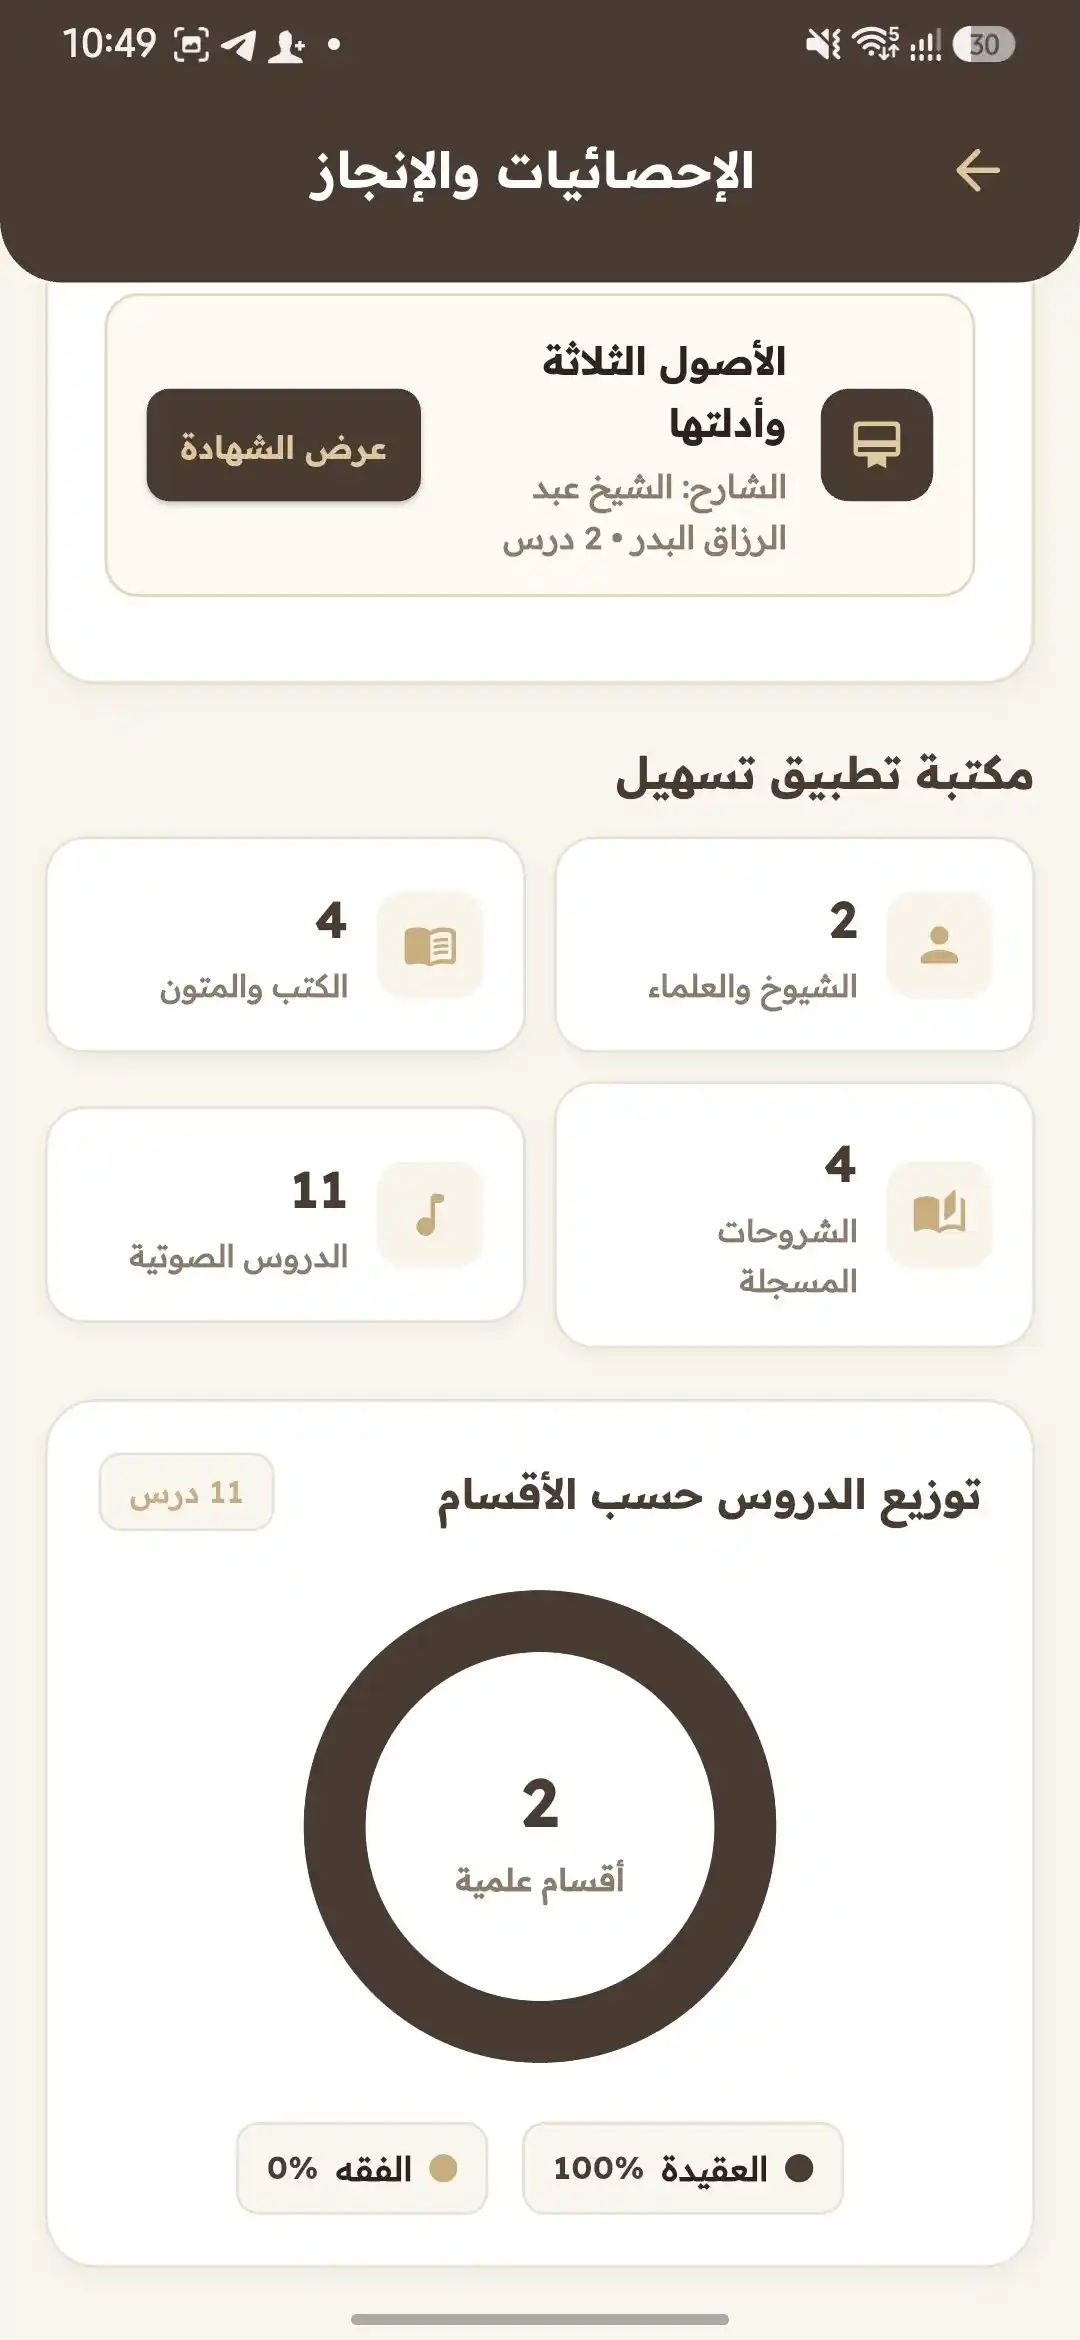 10:49
5
30
الإحصائيات والإنجاز
الأصول الثلاثة
وأدلتها
الشارح: الشيخ عبد
الرزاق البدر • 2 درس
عرض الشهادة
مكتبة تطبيق تسهيل
2
الشيوخ والعلماء
4
الكتب والمتون
4
الشروحات
المسجلة
11
الدروس الصوتية
توزيع الدروس حسب الأقسام
11 درس
2
أقسام علمية
العقيدة 100%
الفقه 0%